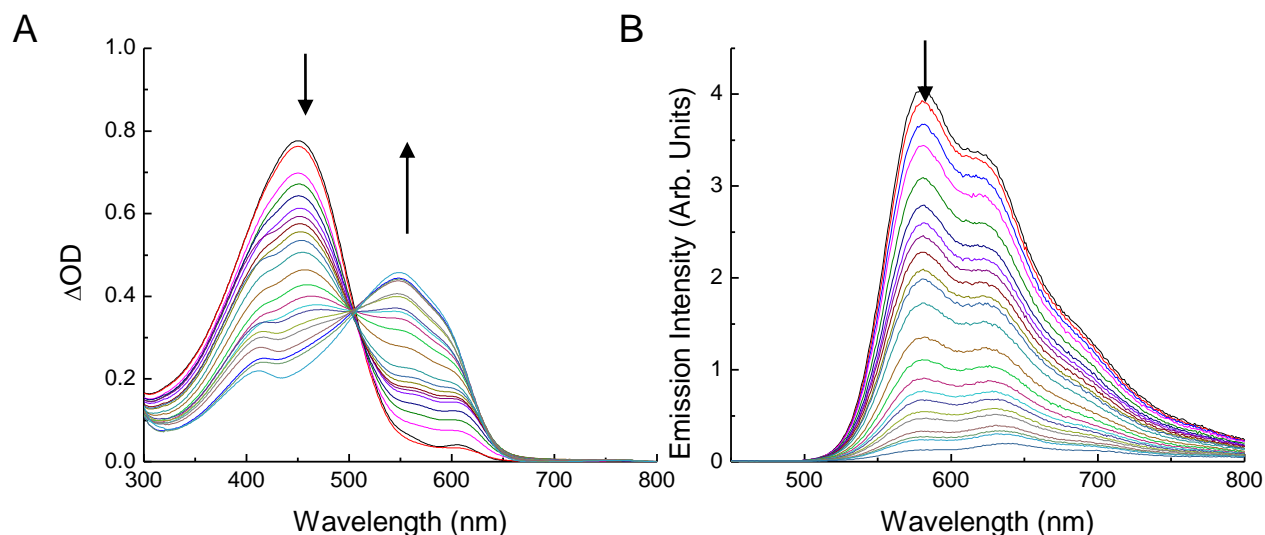 A
1.0
0.8
0.6
0.4
0.2
0.0
ΔOD
300 400 500 600 700 800
Wavelength (nm)
B
4
3
2
1
0
Emission Intensity (Arb. Units)
500 600 700 800
Wavelength (nm)